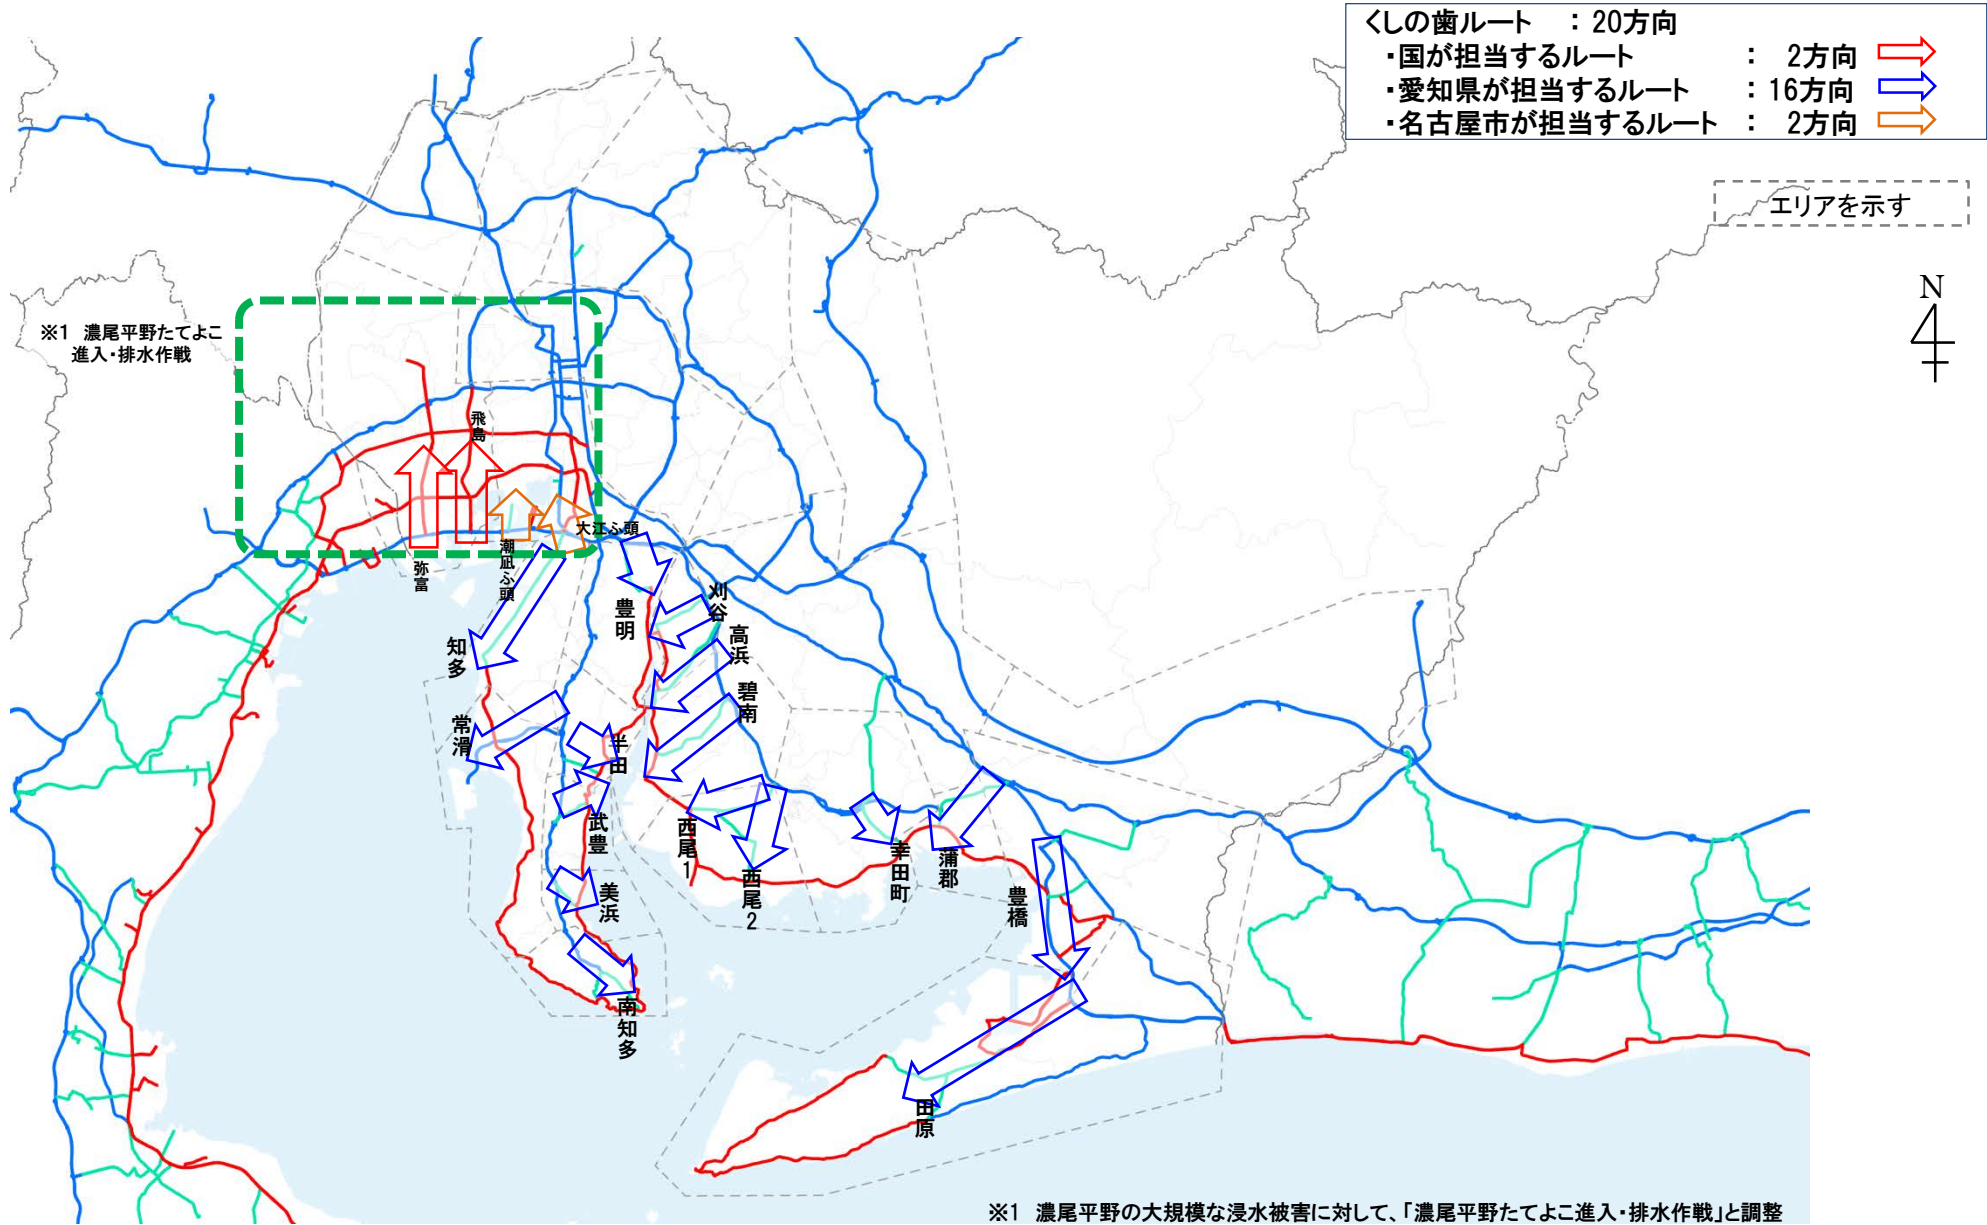 くしの歯ルート ：20方向
・国が担当するルート ： 2方向
・愛知県が担当するルート ：16方向
・名古屋市が担当するルート ： 2方向
エリアを示す
N
※1 濃尾平野たてよこ
進入・排水作戦
飛島
大江ふ頭
潮凪ふ頭
弥富
豊明
刈谷
高浜
知多
碧南
常滑
半田
武豊
西尾1
西尾2
幸田町
蒲郡
豊橋
美浜
南知多
田原
※1 濃尾平野の大規模な浸水被害に対して、「濃尾平野たてよこ進入・排水作戦」と調整